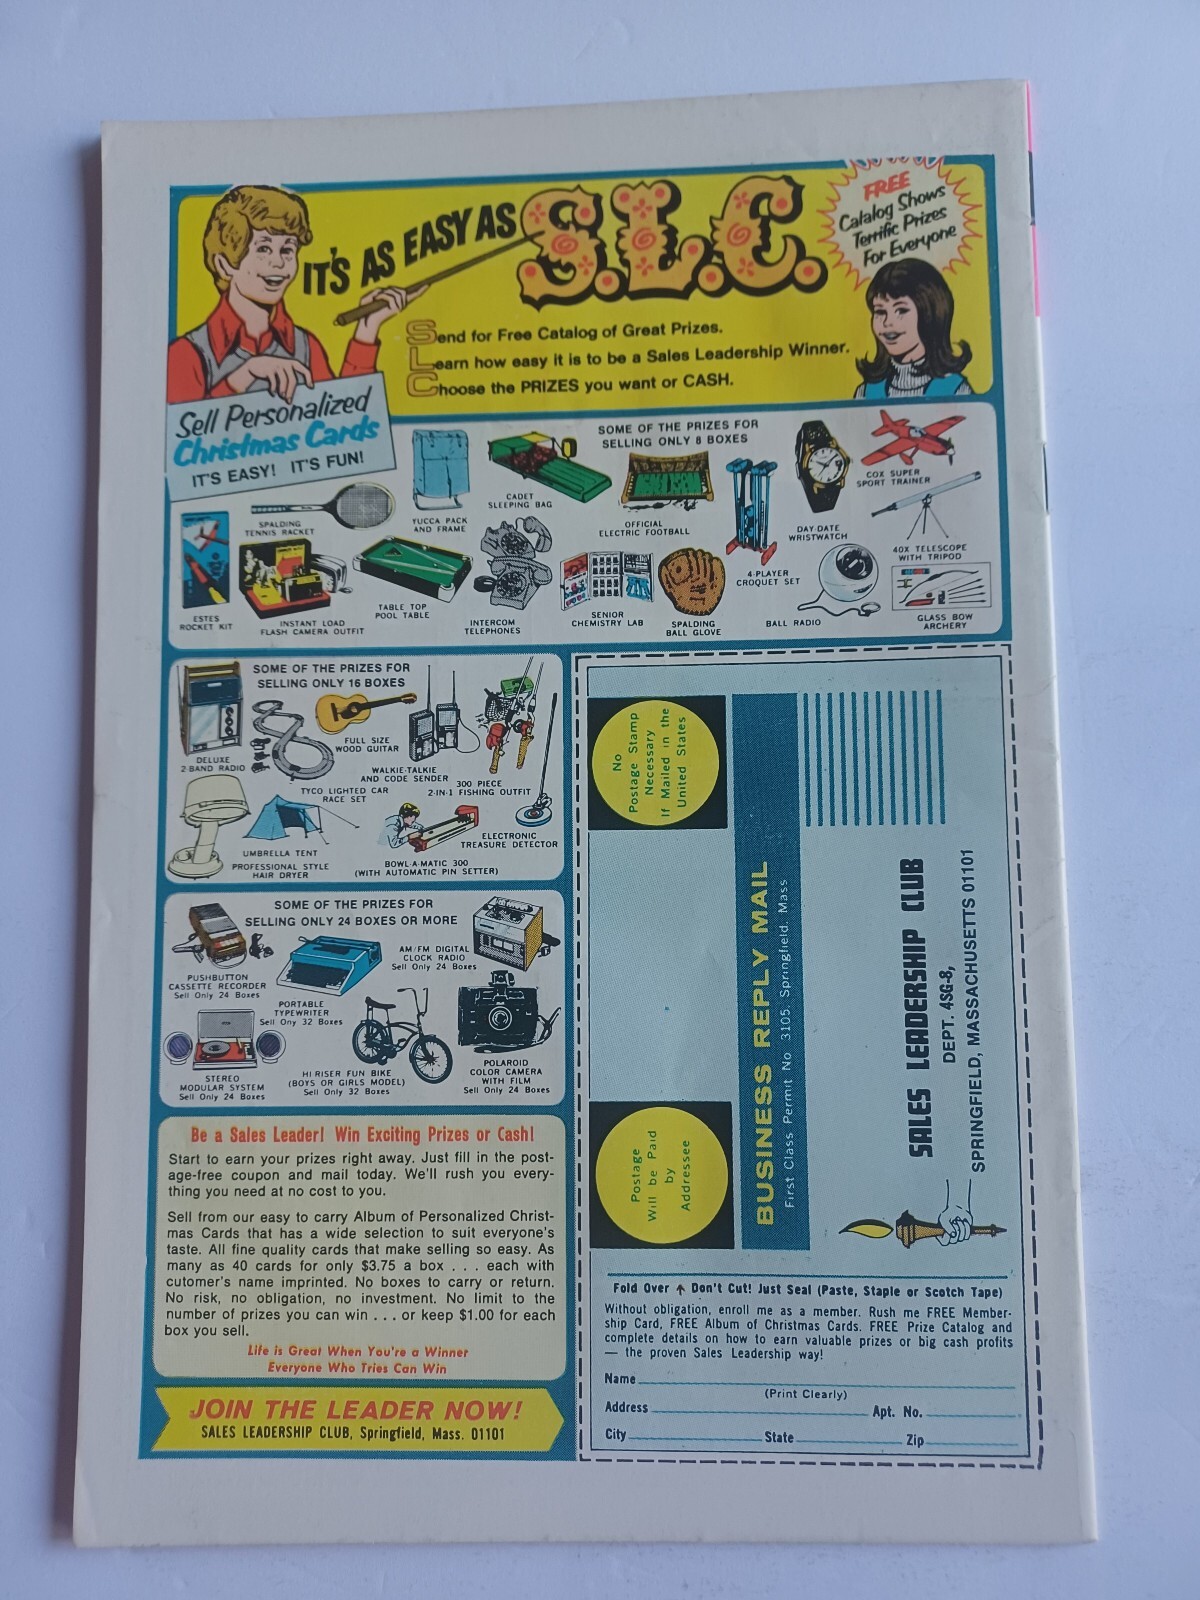 IT'S AS EASY AS S.L.C.
FREE
Catalog Shows
Terrific Prizes
For Everyone
Send for Free Catalog of Great Prizes.
Learn how easy it is to be a Sales Leadership Winner.
Choose the PRIZES you want or CASH.
Sell Personalized
Christmas Cards
IT'S EASY! IT'S FUN!
SOME OF THE PRIZES FOR
SELLING ONLY 8 BOXES
SPALDING
TENNIS RACKET
YUCCA PACK
AND FRAME
CADET
SLEEPING BAG
OFFICIAL
ELECTRIC FOOTBALL
DAY-DATE
WRISTWATCH
COX SUPER
SPORT TRAINER
40X TELESCOPE
WITH TRIPOD
ESTES
ROCKET KIT
INSTANT LOAD
FLASH CAMERA OUTFIT
TABLE TOP
POOL TABLE
INTERCOM
TELEPHONES
SENIOR
CHEMISTRY LAB
SPALDING
BALL GLOVE
4-PLAYER
CROQUET SET
BALL RADIO
GLASS BOW
ARCHERY
SOME OF THE PRIZES FOR
SELLING ONLY 16 BOXES
DELUXE
2-BAND RADIO
FULL SIZE
WOOD GUITAR
WALKIE-TALKIE
AND CODE SENDER
300 PIECE
2-IN-1 FISHING OUTFIT
TYCO LIGHTED CAR
RACE SET
UMBRELLA TENT
PROFESSIONAL STYLE
HAIR DRYER
BOWL-A-MATIC 300
(WITH AUTOMATIC PIN SETTER)
ELECTRONIC
TREASURE DETECTOR
SOME OF THE PRIZES FOR
SELLING ONLY 24 BOXES OR MORE
PUSHBUTTON
CASSETTE RECORDER
Sell Only 24 Boxes
PORTABLE
TYPEWRITER
Sell Ony 32 Boxes
AM/FM DIGITAL
CLOCK RADIO
Sell Only 24 Boxes
STEREO
MODULAR SYSTEM
Sell Only 24 Boxes
HI RISER FUN BIKE
(BOYS OR GIRLS MODEL)
Sell Only 32 Boxes
POLAROID
COLOR CAMERA
WITH FILM
Sell Only 24 Boxes
Be a Sales Leader! Win Exciting Prizes or Cash!
Start to earn your prizes right away. Just fill in the post-
age-free coupon and mail today. We'll rush you every-
thing you need at no cost to you.
Sell from our easy to carry Album of Personalized Christ-
mas Cards that has a wide selection to suit everyone's
taste. All fine quality cards that make selling so easy. As
many as 40 cards for only $3.75 a box . . . each with
cutomer's name imprinted. No boxes to carry or return.
No risk, no obligation, no investment. No limit to the
number of prizes you can win . . . or keep $1.00 for each
box you sell.
Life is Great When You're a Winner
Everyone Who Tries Can Win
JOIN THE LEADER NOW!
SALES LEADERSHIP CLUB, Springfield, Mass. 01101
No
Postage Stamp
Necessary
If Mailed in the
United States
Postage
Will be Paid
by
Addressee
BUSINESS REPLY MAIL
First Class Permit No 3105, Springfield, Mass
SALES LEADERSHIP CLUB
DEPT. 4SG-8,
SPRINGFIELD, MASSACHUSETTS 01101
Fold Over Don't Cut! Just Seal (Paste, Staple or Scotch Tape)
Without obligation, enroll me as a member. Rush me FREE Member-
ship Card, FREE Album of Christmas Cards. FREE Prize Catalog and
complete details on how to earn valuable prizes or big cash profits
— the proven Sales Leadership way!
Name
(Print Clearly)
Address Apt. No.
City State Zip